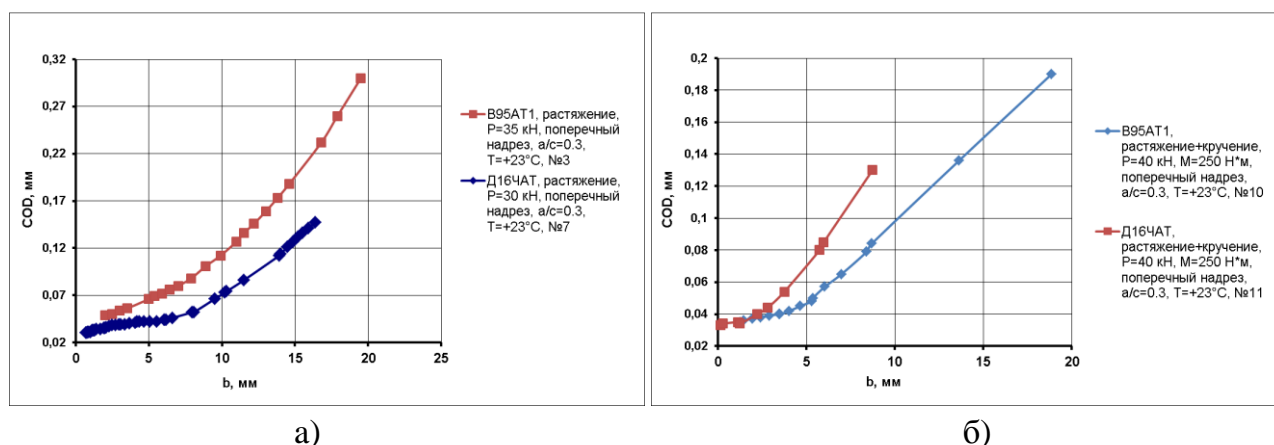 0,32
0,27
0,22
0,17
0,12
0,07
0,02
COD, мм
0
5
10
15
20
25
b, мм
В95АТ1, растяжение,
Р=35 кН, поперечный
надрез, а/с=0.3,
Т=+23°С, №3
Д16ЧАТ, растяжение,
Р=30 кН, поперечный
надрез, а/с=0.3,
Т=+23°С, №7
а)
0,2
0,18
0,16
0,14
0,12
0,1
0,08
0,06
0,04
0,02
COD, мм
0
5
10
15
20
b, мм
В95АТ1,
растяжение+кручение,
Р=40 кН, М=250 Н*м,
поперечный надрез,
а/с=0.3, Т=+23°С, №10
Д16ЧАТ,
растяжение+кручение,
Р=40 кН, М=250 Н*м,
поперечный надрез,
а/с=0.3, Т=+23°С, №11
б)